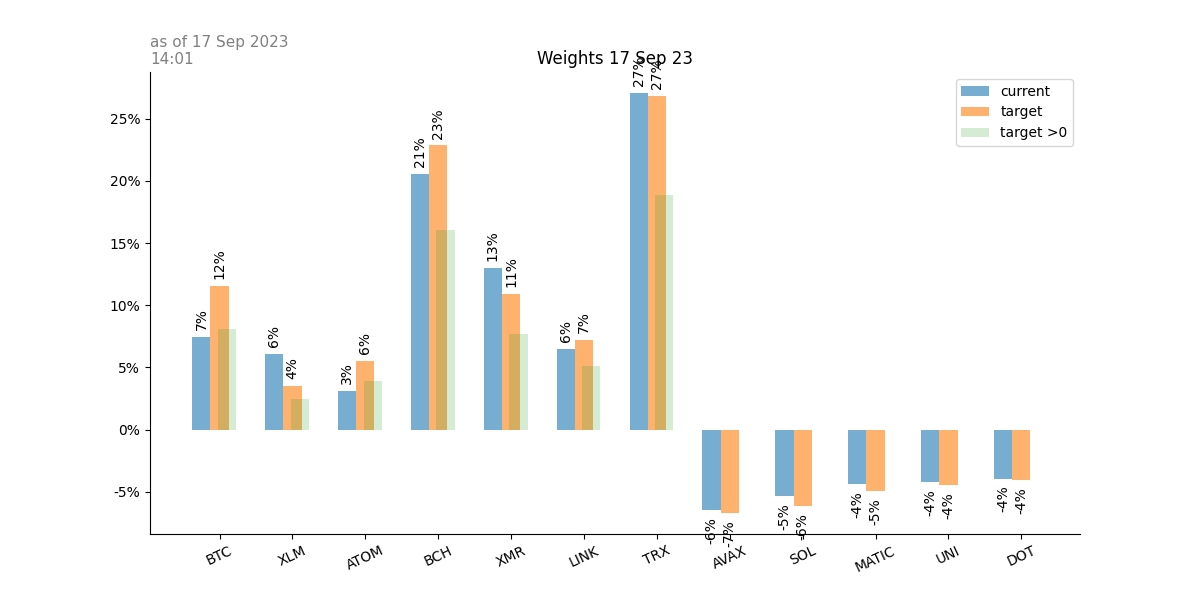 as of 17 Sep 2023
14:01
Weights 17 Sep 23
current
target
target >0
25%
20%
15%
10%
5%
0%
-5%
7%
12%
6%
4%
3%
6%
21%
23%
13%
11%
6%
7%
27%
27%
-6%
-7%
-5%
-6%
-4%
-5%
-4%
-4%
-4%
-4%
BTC
XLM
ATOM
BCH
XMR
LINK
TRX
AVAX
SOL
MATIC
UNI
DOT